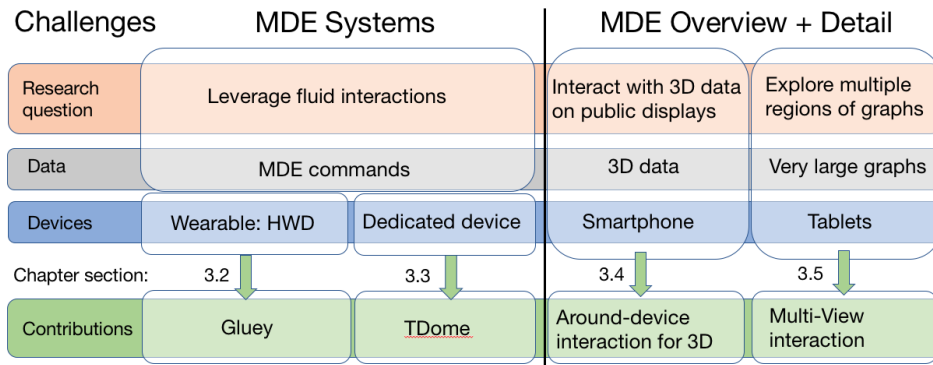 Challenges MDE Systems MDE Overview + Detail
Research question
Leverage fluid interactions
Interact with 3D data
on public displays
Explore multiple
regions of graphs
Data MDE commands 3D data Very large graphs
Devices Wearable: HWD Dedicated device Smartphone Tablets
Chapter section: 3.2 3.3 3.4 3.5
Contributions Gluey TDome
Around-device
interaction for 3D
Multi-View
interaction